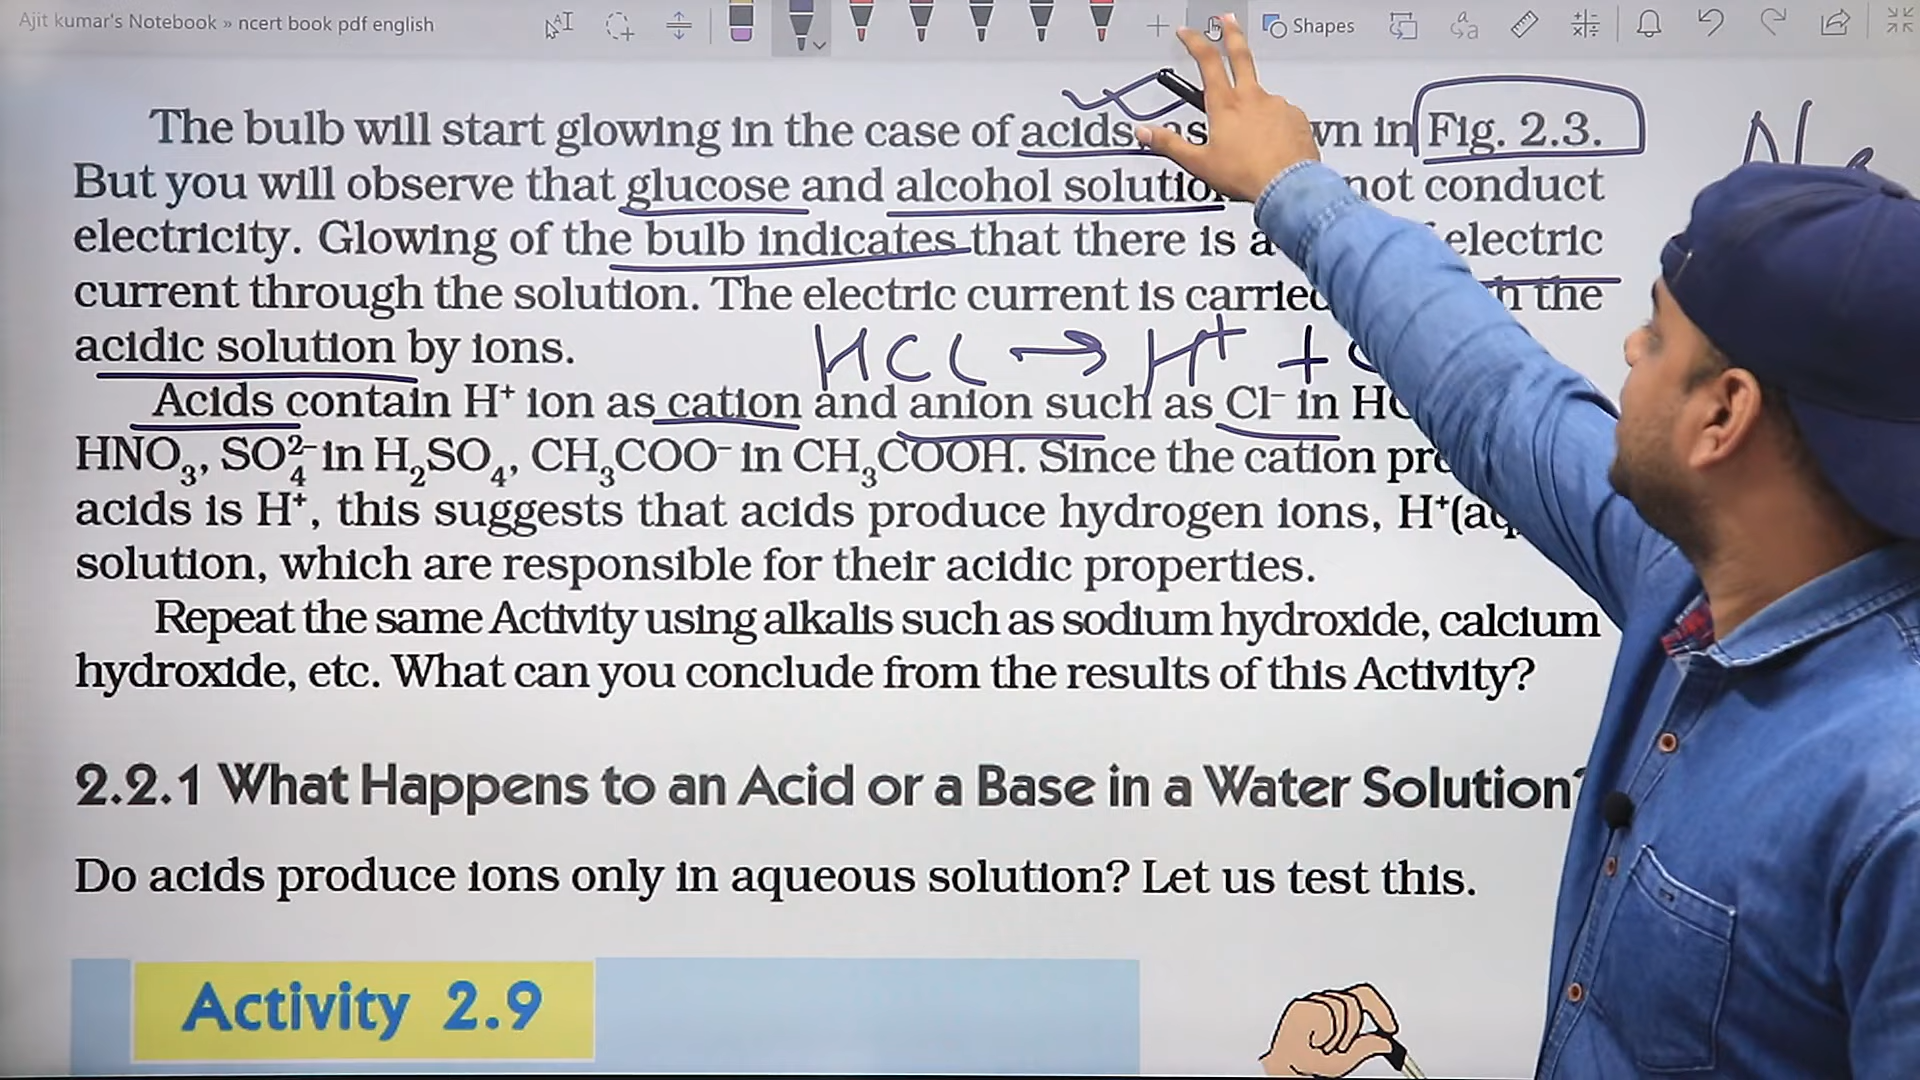 Ajit kumar's Notebook » ncert book pdf english
Shapes
The bulb will start glowing in the case of acids, as wn in Fig. 2.3.
But you will observe that glucose and alcohol solutio not conduct
electricity. Glowing of the bulb indicates that there is a electric
current through the solution. The electric current is carried the
acidic solution by ions.
HCl → H⁺ +
Acids contain H⁺ ion as cation and anion such as Cl⁻ in
HNO₃, SO₄²⁻ in H₂SO₄, CH₃COO⁻ in CH₃COOH. Since the cation
acids is H⁺, this suggests that acids produce hydrogen ions, H⁺(aq
solution, which are responsible for their acidic properties.
Repeat the same Activity using alkalis such as sodium hydroxide, calcium
hydroxide, etc. What can you conclude from the results of this Activity?
2.2.1 What Happens to an Acid or a Base in a Water Solution?
Do acids produce ions only in aqueous solution? Let us test this.
Activity 2.9